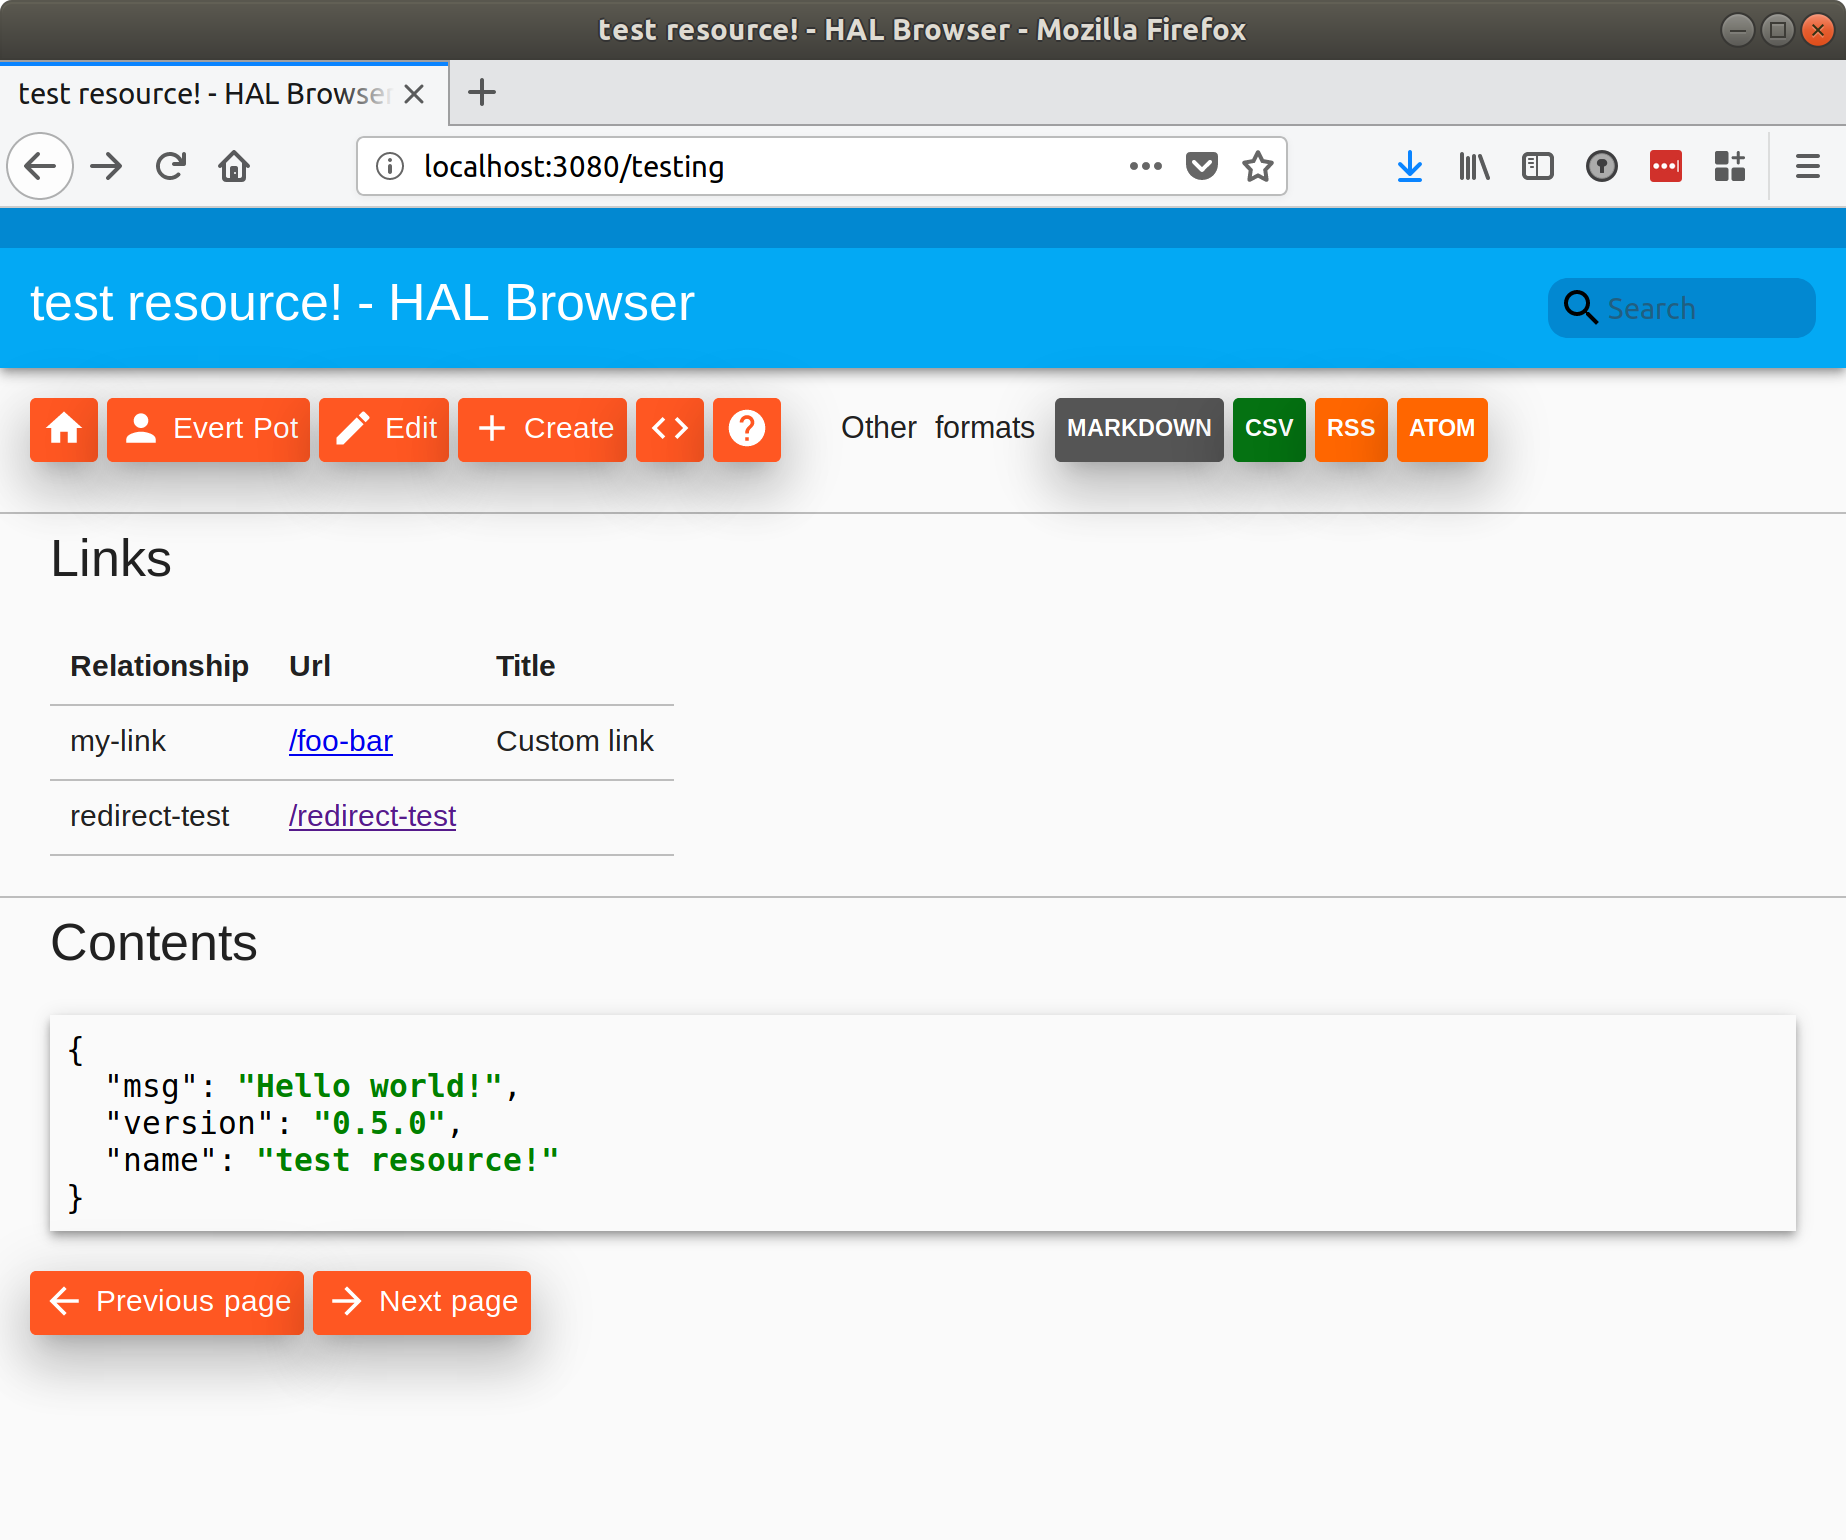 test resource! - HAL Browser - Mozilla Firefox
test resource! - HAL Browser
localhost:3080/testing
test resource! - HAL Browser
Search
Evert Pot Edit Create Other formats MARKDOWN CSV RSS ATOM
Links
Relationship Url Title
my-link /foo-bar Custom link
redirect-test /redirect-test
Contents
{
"msg": "Hello world!",
"version": "0.5.0",
"name": "test resource!"
}
Previous page Next page